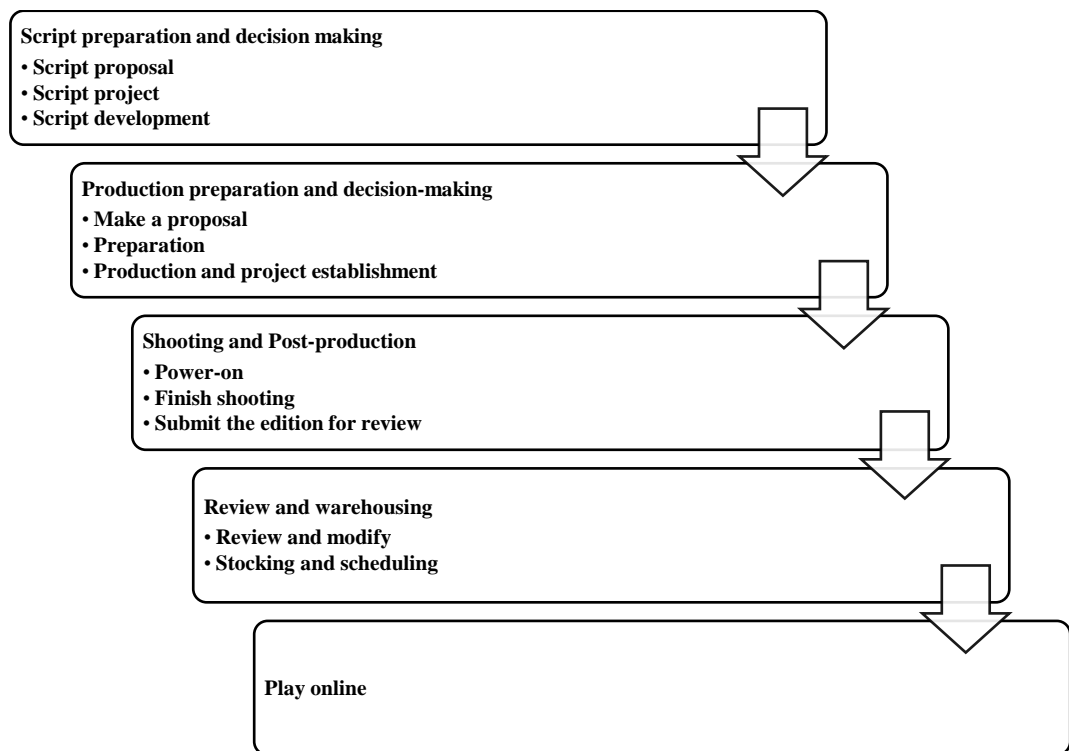 Script preparation and decision making
• Script proposal
• Script project
• Script development
Production preparation and decision-making
• Make a proposal
• Preparation
• Production and project establishment
Shooting and Post-production
• Power-on
• Finish shooting
• Submit the edition for review
Review and warehousing
• Review and modify
• Stocking and scheduling
Play online